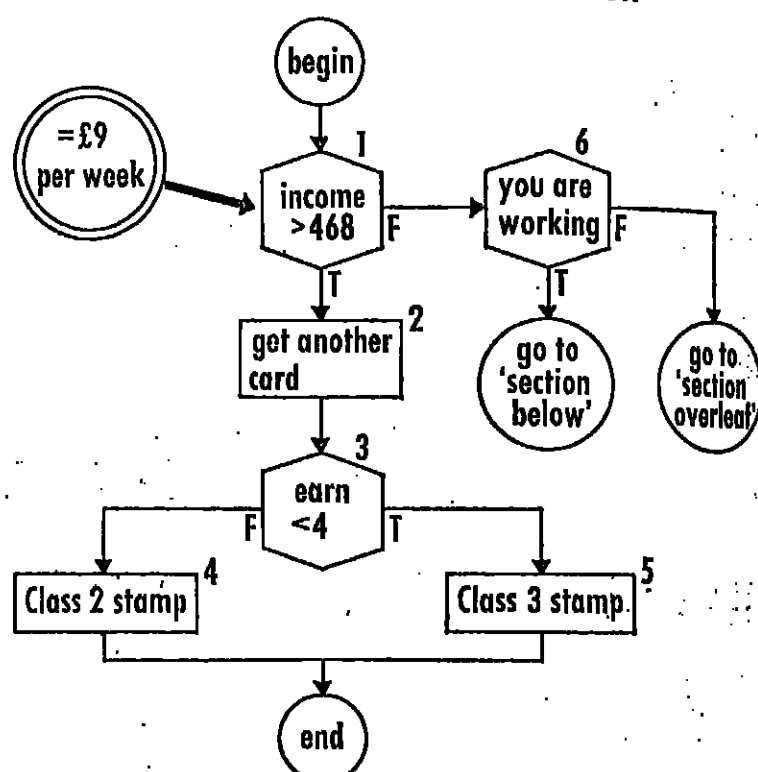 begin
=£9
per week
1
income
>468
F
T
6
you are
working
F
T
2
get another
card
go to
'section
below'
go to
'section
overleaf'
3
earn
<4
F
T
4
Class 2 stamp
5
Class 3 stamp
end